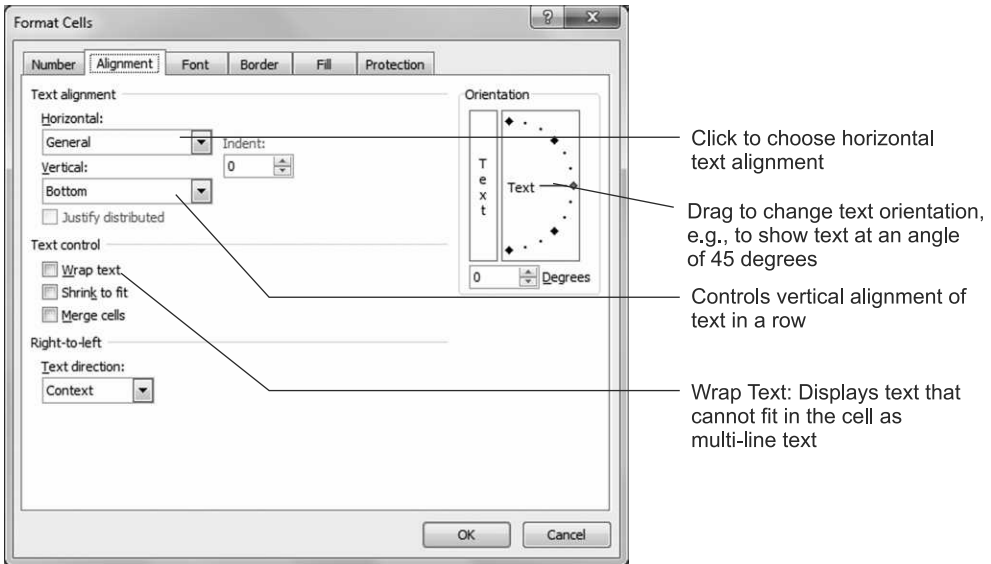 Format Cells
Number Alignment Font Border Fill Protection
Text alignment
Horizontal:
General
Indent:
0
Vertical:
Bottom
Justify distributed
Text control
Wrap text
Shrink to fit
Merge cells
Right-to-left
Text direction:
Context
Orientation
Text
Text
0 Degrees
OK Cancel
Click to choose horizontal
text alignment
Drag to change text orientation,
e.g., to show text at an angle
of 45 degrees
Controls vertical alignment of
text in a row
Wrap Text: Displays text that
cannot fit in the cell as
multi-line text